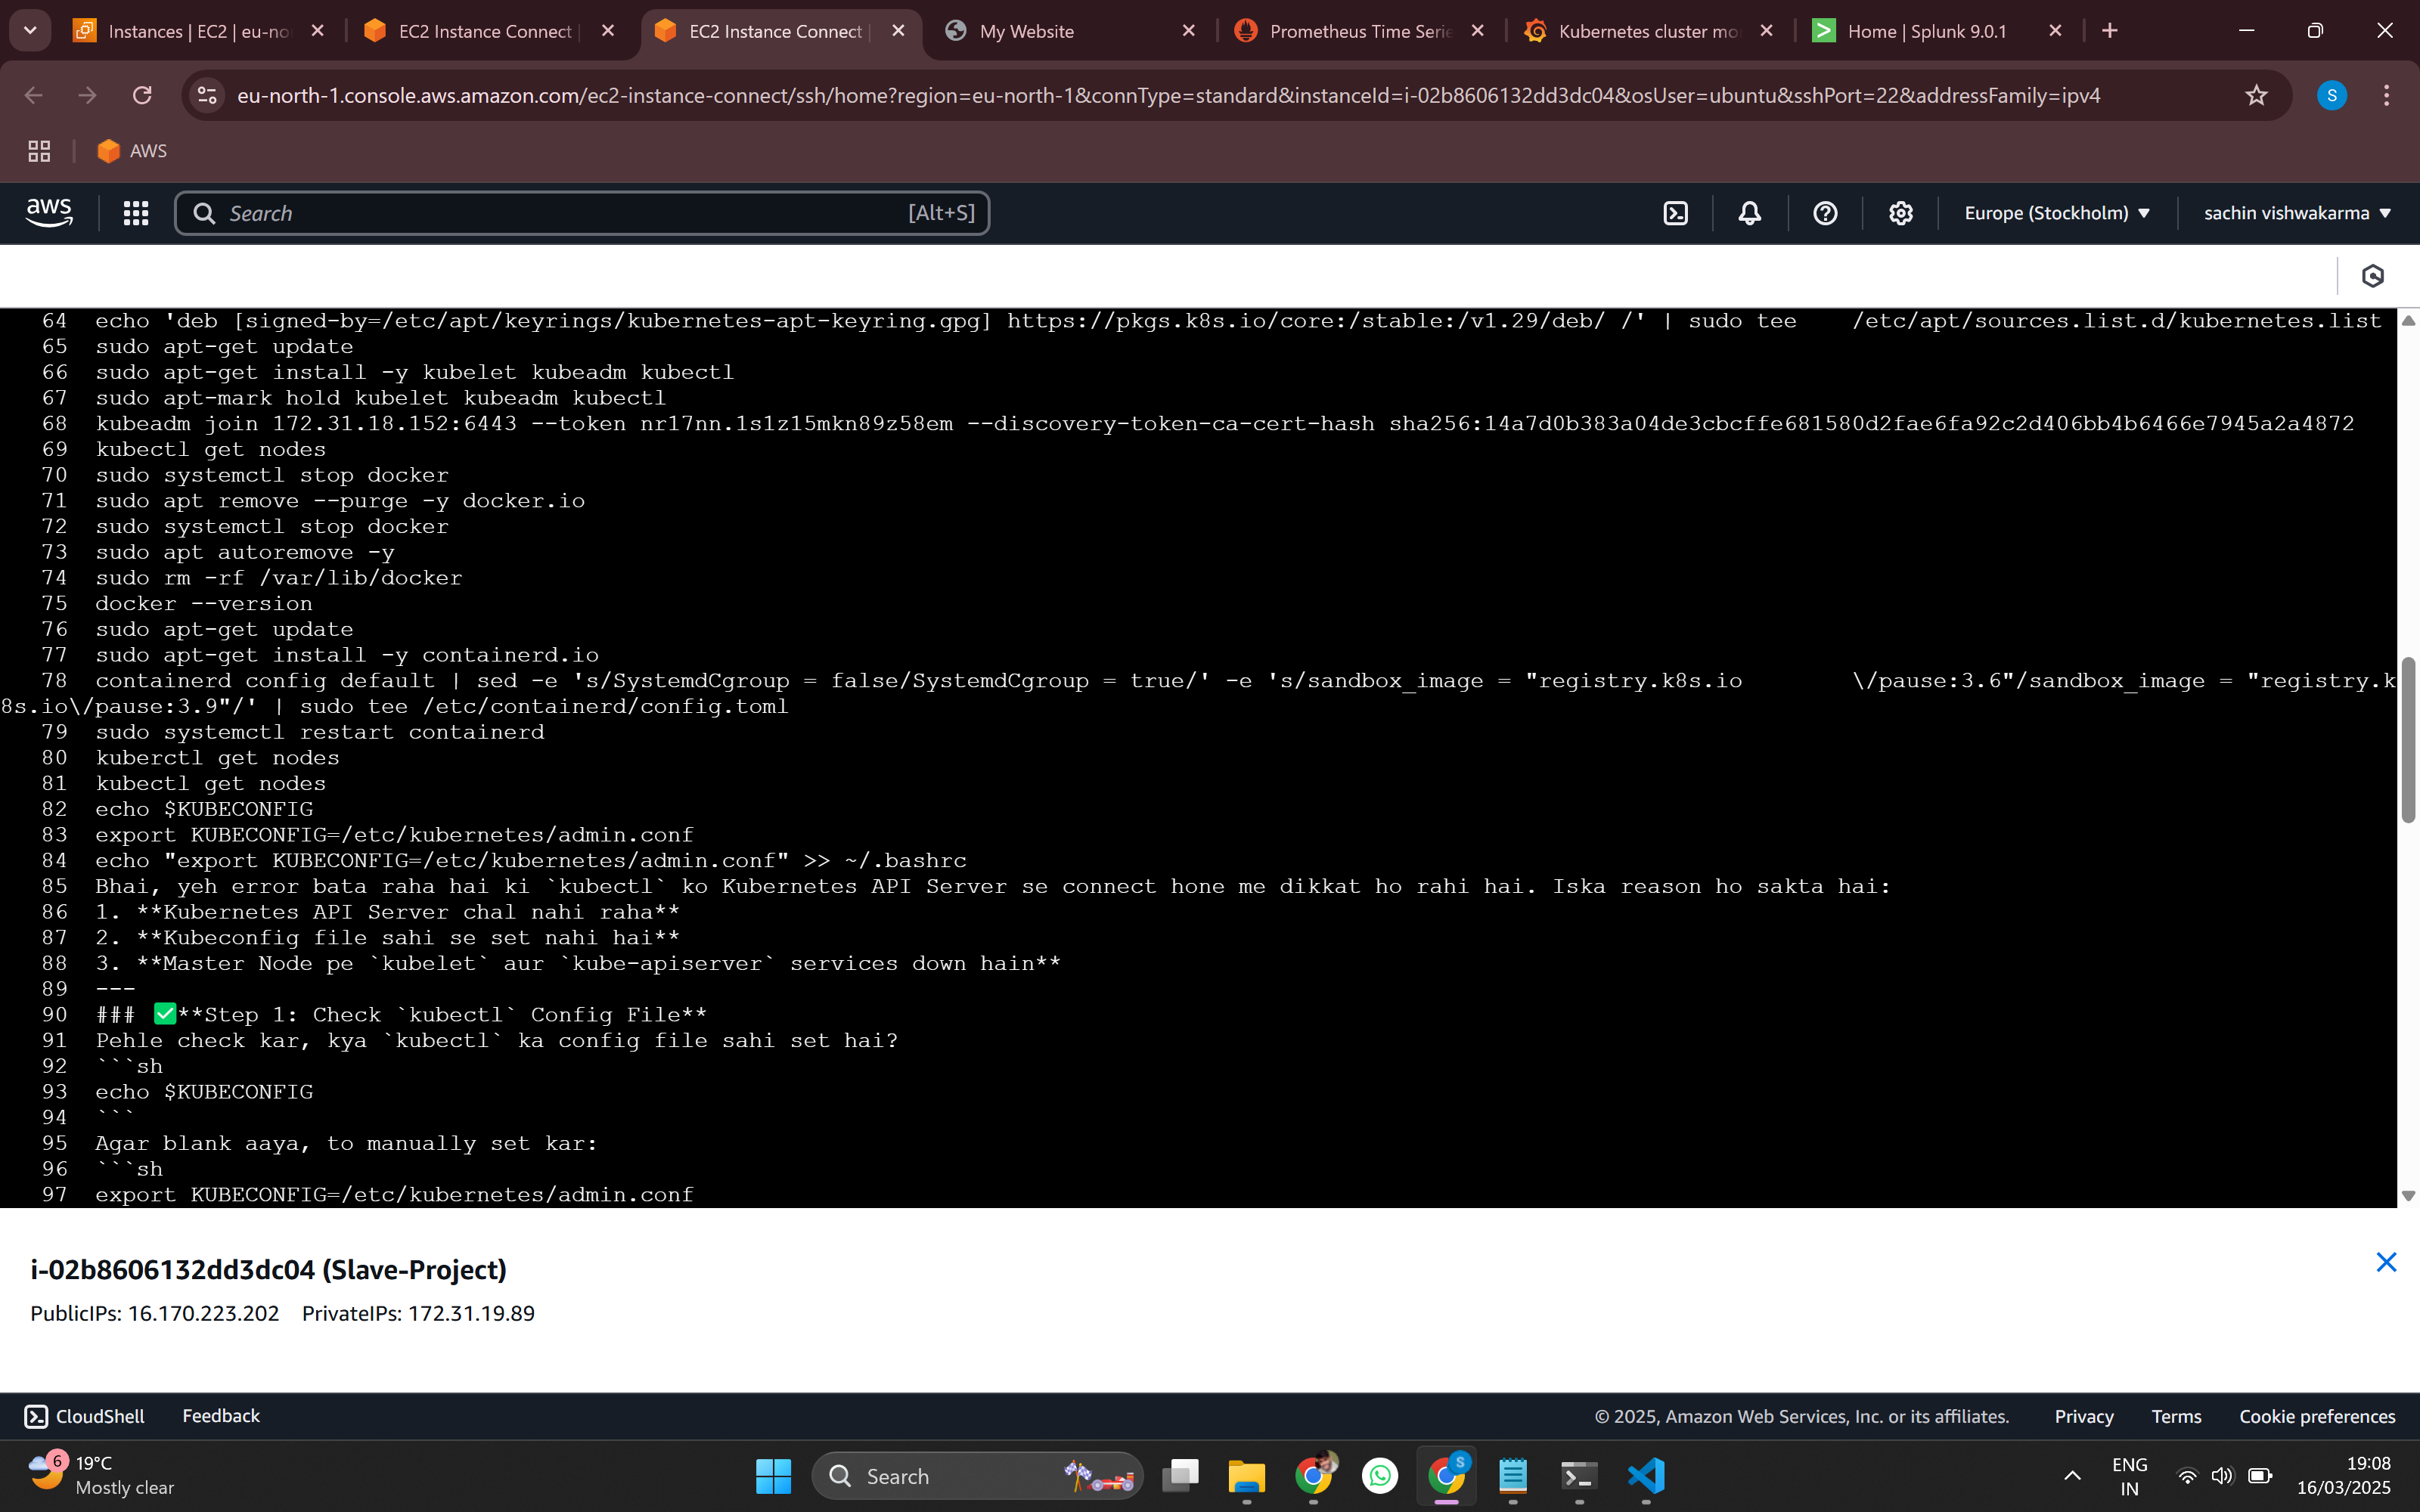 Instances | EC2 | eu-no
EC2 Instance Connect
EC2 Instance Connect
My Website
Prometheus Time Serie
Kubernetes cluster mo
Home | Splunk 9.0.1
eu-north-1.console.aws.amazon.com/ec2-instance-connect/ssh/home?region=eu-north-1&connType=standard&instanceId=i-02b8606132dd3dc04&osUser=ubuntu&sshPort=22&addressFamily=ipv4
S
AWS
aws
Search
[Alt+S]
Europe (Stockholm)
sachin vishwakarma
64 echo 'deb [signed-by=/etc/apt/keyrings/kubernetes-apt-keyring.gpg] https://pkgs.k8s.io/core:/stable:/v1.29/deb/ /' | sudo tee    /etc/apt/sources.list.d/kubernetes.list
65 sudo apt-get update
66 sudo apt-get install -y kubelet kubeadm kubectl
67 sudo apt-mark hold kubelet kubeadm kubectl
68 kubeadm join 172.31.18.152:6443 --token nr17nn.1s1z15mkn89z58em --discovery-token-ca-cert-hash sha256:14a7d0b383a04de3cbcffe681580d2fae6fa92c2d406bb4b6466e7945a2a4872
69 kubectl get nodes
70 sudo systemctl stop docker
71 sudo apt remove --purge -y docker.io
72 sudo systemctl stop docker
73 sudo apt autoremove -y
74 sudo rm -rf /var/lib/docker
75 docker --version
76 sudo apt-get update
77 sudo apt-get install -y containerd.io
78 containerd config default | sed -e 's/SystemdCgroup = false/SystemdCgroup = true/' -e 's/sandbox_image = "registry.k8s.io        \/pause:3.6"/sandbox_image = "registry.k
8s.io\/pause:3.9"/' | sudo tee /etc/containerd/config.toml
79 sudo systemctl restart containerd
80 kuberctl get nodes
81 kubectl get nodes
82 echo $KUBECONFIG
83 export KUBECONFIG=/etc/kubernetes/admin.conf
84 echo "export KUBECONFIG=/etc/kubernetes/admin.conf" >> ~/.bashrc
85 Bhai, yeh error bata raha hai ki `kubectl` ko Kubernetes API Server se connect hone me dikkat ho rahi hai. Iska reason ho sakta hai:
86 1. **Kubernetes API Server chal nahi raha**
87 2. **Kubeconfig file sahi se set nahi hai**
88 3. **Master Node pe `kubelet` aur `kube-apiserver` services down hain**
89 ---
90 ### ✅**Step 1: Check `kubectl` Config File**
91 Pehle check kar, kya `kubectl` ka config file sahi set hai?
92 ```sh
93 echo $KUBECONFIG
94 ```
95 Agar blank aaya, to manually set kar:
96 ```sh
97 export KUBECONFIG=/etc/kubernetes/admin.conf
i-02b8606132dd3dc04 (Slave-Project)
PublicIPs: 16.170.223.202    PrivateIPs: 172.31.19.89
CloudShell
Feedback
© 2025, Amazon Web Services, Inc. or its affiliates.
Privacy
Terms
Cookie preferences
6
19°C
Mostly clear
Search
S
ENG
IN
19:08
16/03/2025